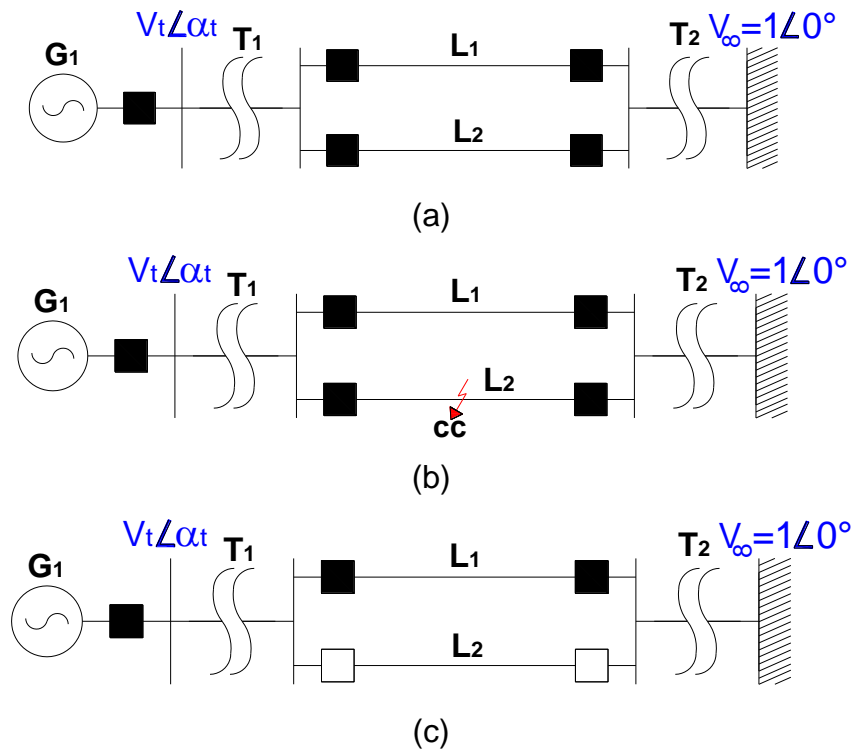 Vt∠αt T1 L1 T2 V∞=1∠0°
G1
L2
(a)
Vt∠αt T1 L1 T2 V∞=1∠0°
G1
L2
cc
(b)
Vt∠αt T1 L1 T2 V∞=1∠0°
G1
L2
(c)